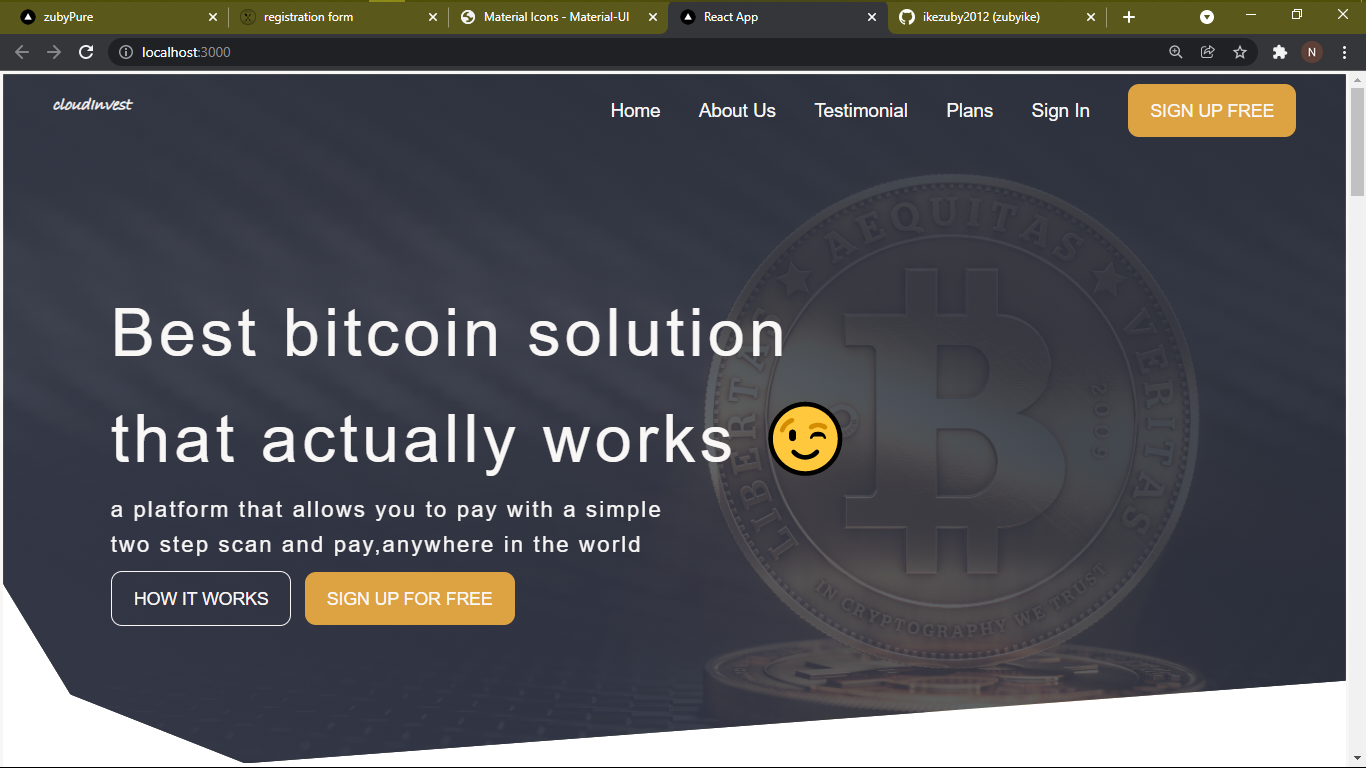 zubyPure
registration form
Material Icons - Material-UI
React App
ikezuby2012 (zubyike)
localhost:3000
N
cloudInvest
Home
About Us
Testimonial
Plans
Sign In
SIGN UP FREE
AEQUITAS
VERITAS
LIBERTAS
B
2009
IN CRYPTOGRAPHY WE TRUST
Best bitcoin solution
that actually works 😉
a platform that allows you to pay with a simple
two step scan and pay,anywhere in the world
HOW IT WORKS
SIGN UP FOR FREE